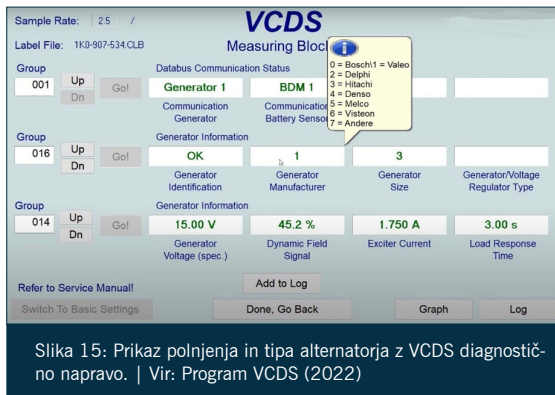 Sample Rate: 2.5 /
VCDS
Label File: 1K0-907-534.CLB
Measuring Bloc
0 = Bosch\1 = Valeo
2 = Delphi
3 = Hitachi
4 = Denso
5 = Melco
6 = Visteon
7 = Andere
Group
Databus Communication Status
001 Up Dn Go! Generator 1 BDM 1
Communication Generator
Communication Battery Sensor
Group
Generator Information
016 Up Dn Go! OK 1 3
Generator Identification
Generator Manufacturer
Generator Size
Generator/Voltage Regulator Type
Group
Generator Information
014 Up Dn Go! 15.00 V 45.2 % 1.750 A 3.00 s
Generator Voltage (spec.)
Dynamic Field Signal
Exciter Current
Load Response Time
Refer to Service Manual!
Add to Log
Switch To Basic Settings
Done, Go Back
Graph
Log
Slika 15: Prikaz polnjenja in tipa alternatorja z VCDS diagnostič-
no napravo. | Vir: Program VCDS (2022)